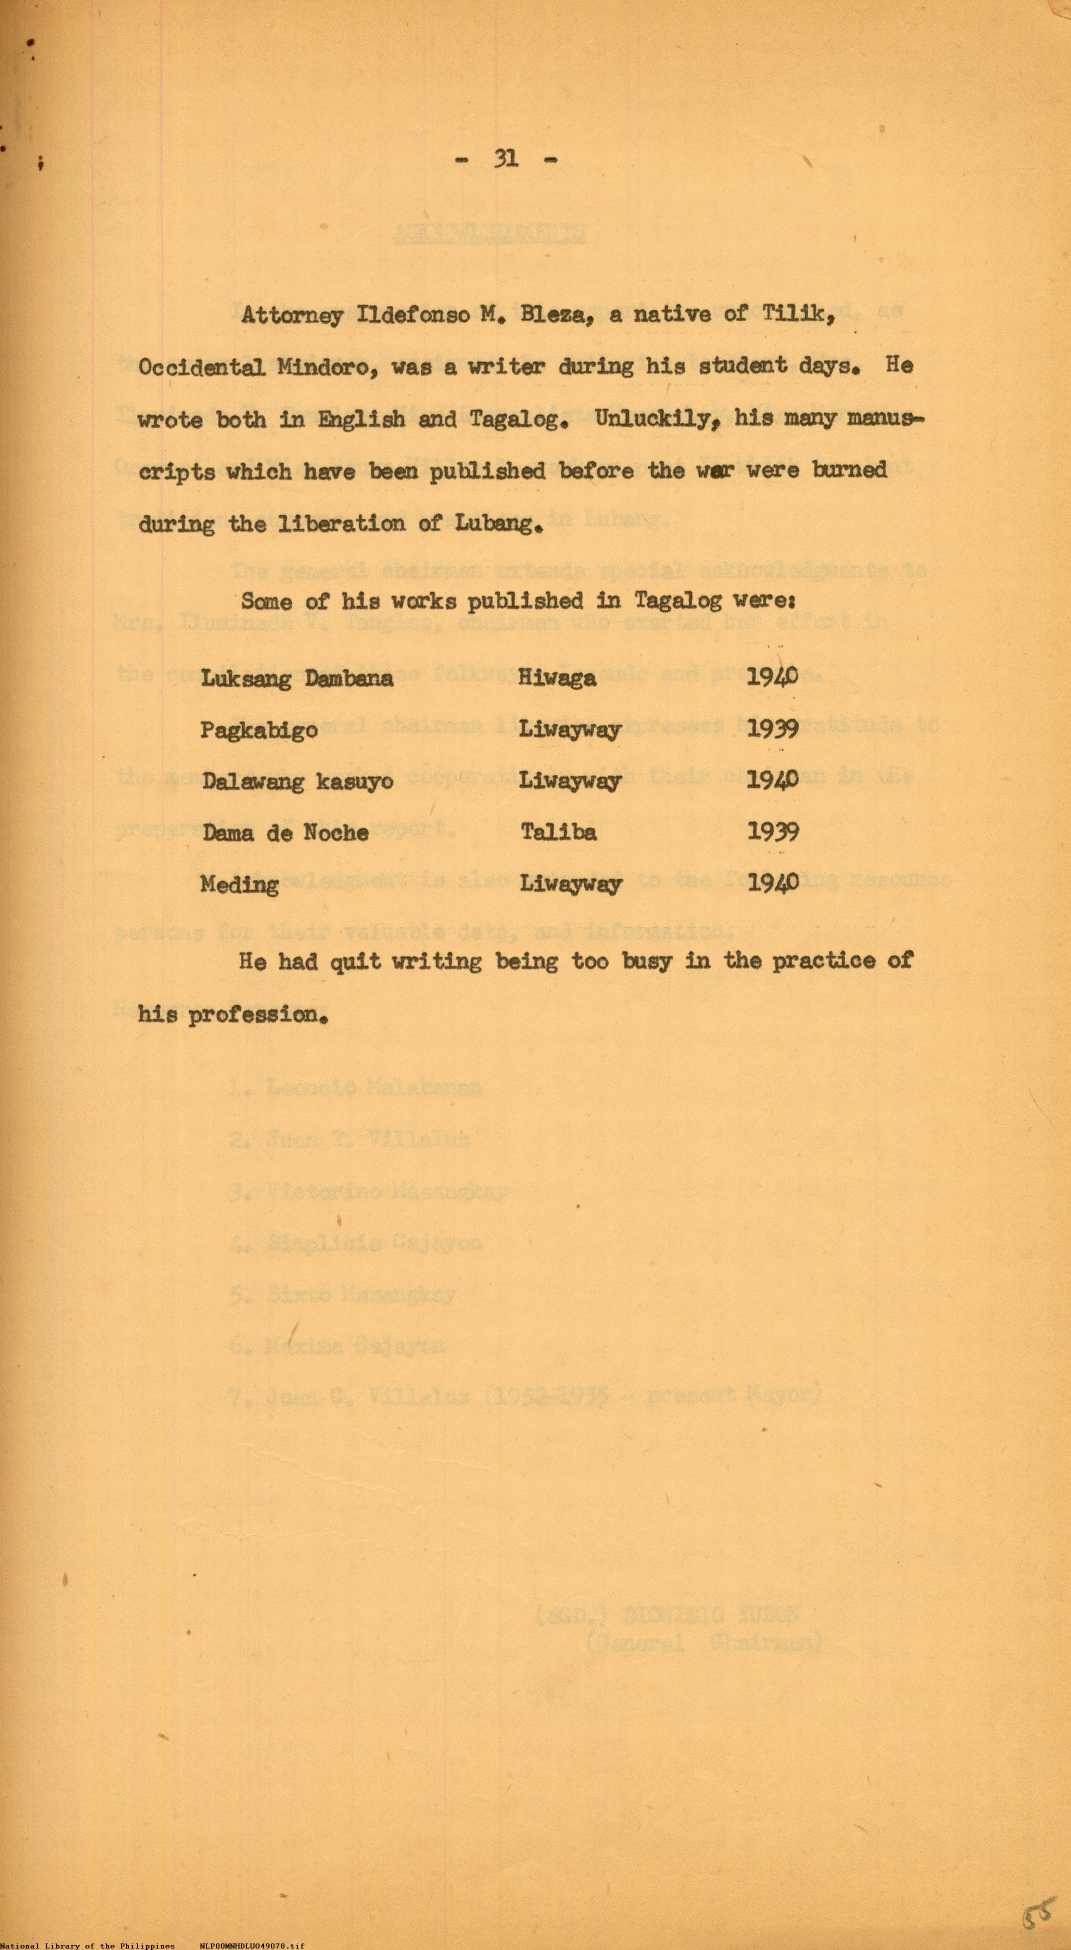 - 31 -
Attorney Ildefonso M. Bleza, a native of Tilik,
Occidental Mindoro, was a writer during his student days. He
wrote both in English and Tagalog. Unluckily, his many manus-
cripts which have been published before the war were burned
during the liberation of Lubang.
Some of his works published in Tagalog were:
Luksang Dambana Hiwaga 1940
Pagkabigo Liwayway 1939
Dalawang kasuyo Liwayway 1940
Dama de Noche Taliba 1939
Meding Liwayway 1940
He had quit writing being too busy in the practice of
his profession.
55
National Library of the Philippines NLP00MNHDLU049078.tif